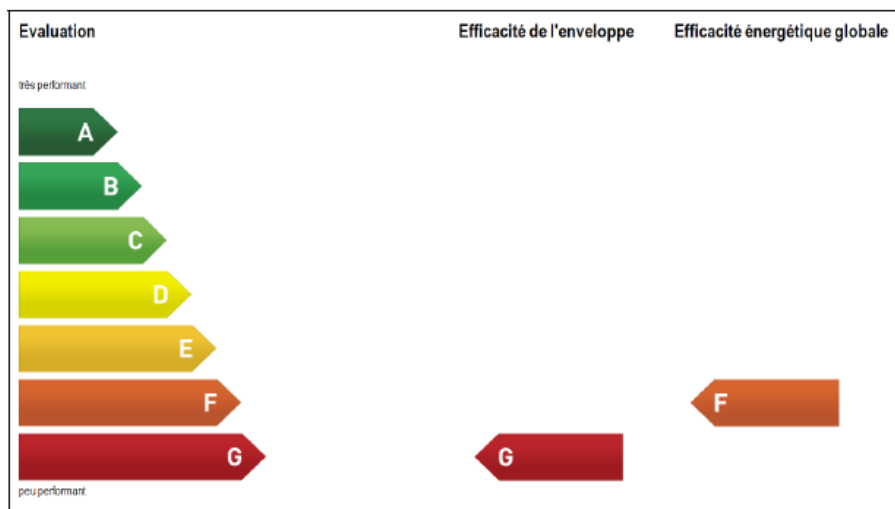 Evaluation Efficacité de l'enveloppe Efficacité énergétique globale
très performant
A
B
C
D
E
F F
G G
peu performant